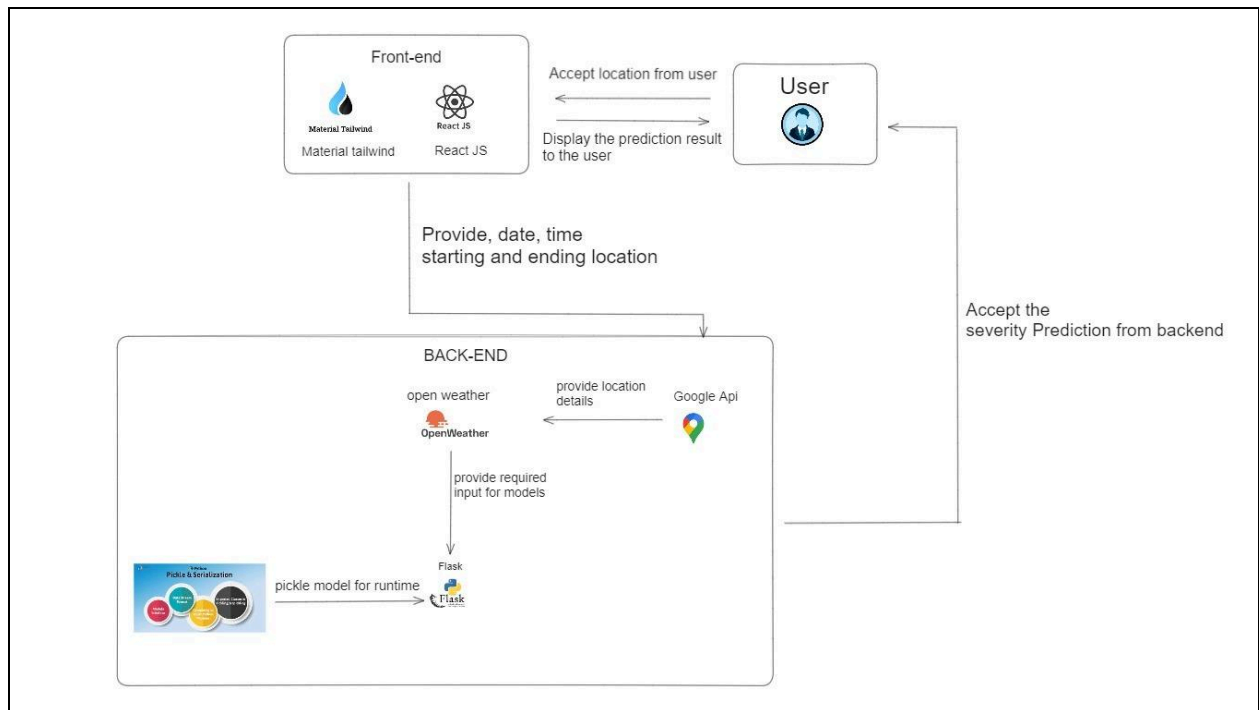 Front-end
Material Tailwind
React JS
Material tailwind
React JS
Accept location from user
Display the prediction result
to the user
User
Provide, date, time
starting and ending location
Accept the
severity Prediction from backend
BACK-END
open weather
OpenWeather
provide location
details
Google Api
provide required
input for models
Flask
Flask
Pickle & Serialization
pickle model for runtime